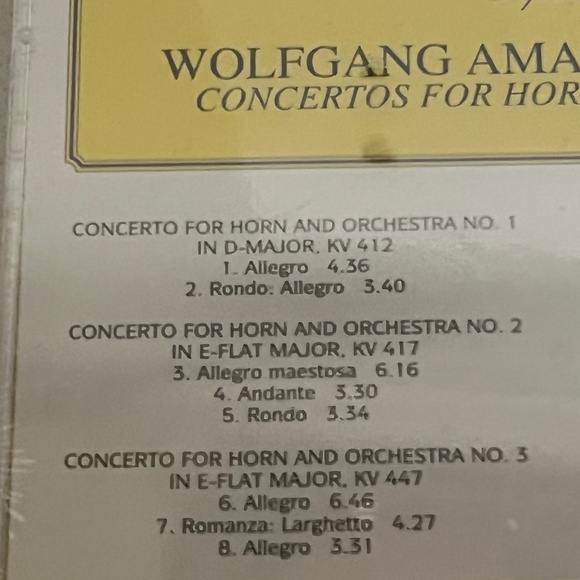 WOLFGANG AMA
CONCERTOS FOR HOR
CONCERTO FOR HORN AND ORCHESTRA NO. 1
IN D-MAJOR, KV 412
1. Allegro 4.36
2. Rondo: Allegro 3.40
CONCERTO FOR HORN AND ORCHESTRA NO. 2
IN E-FLAT MAJOR, KV 417
3. Allegro maestosa 6.16
4. Andante 3.30
5. Rondo 3.34
CONCERTO FOR HORN AND ORCHESTRA NO. 3
IN E-FLAT MAJOR, KV 447
6. Allegro 6.46
7. Romanza: Larghetto 4.27
8. Allegro 3.31